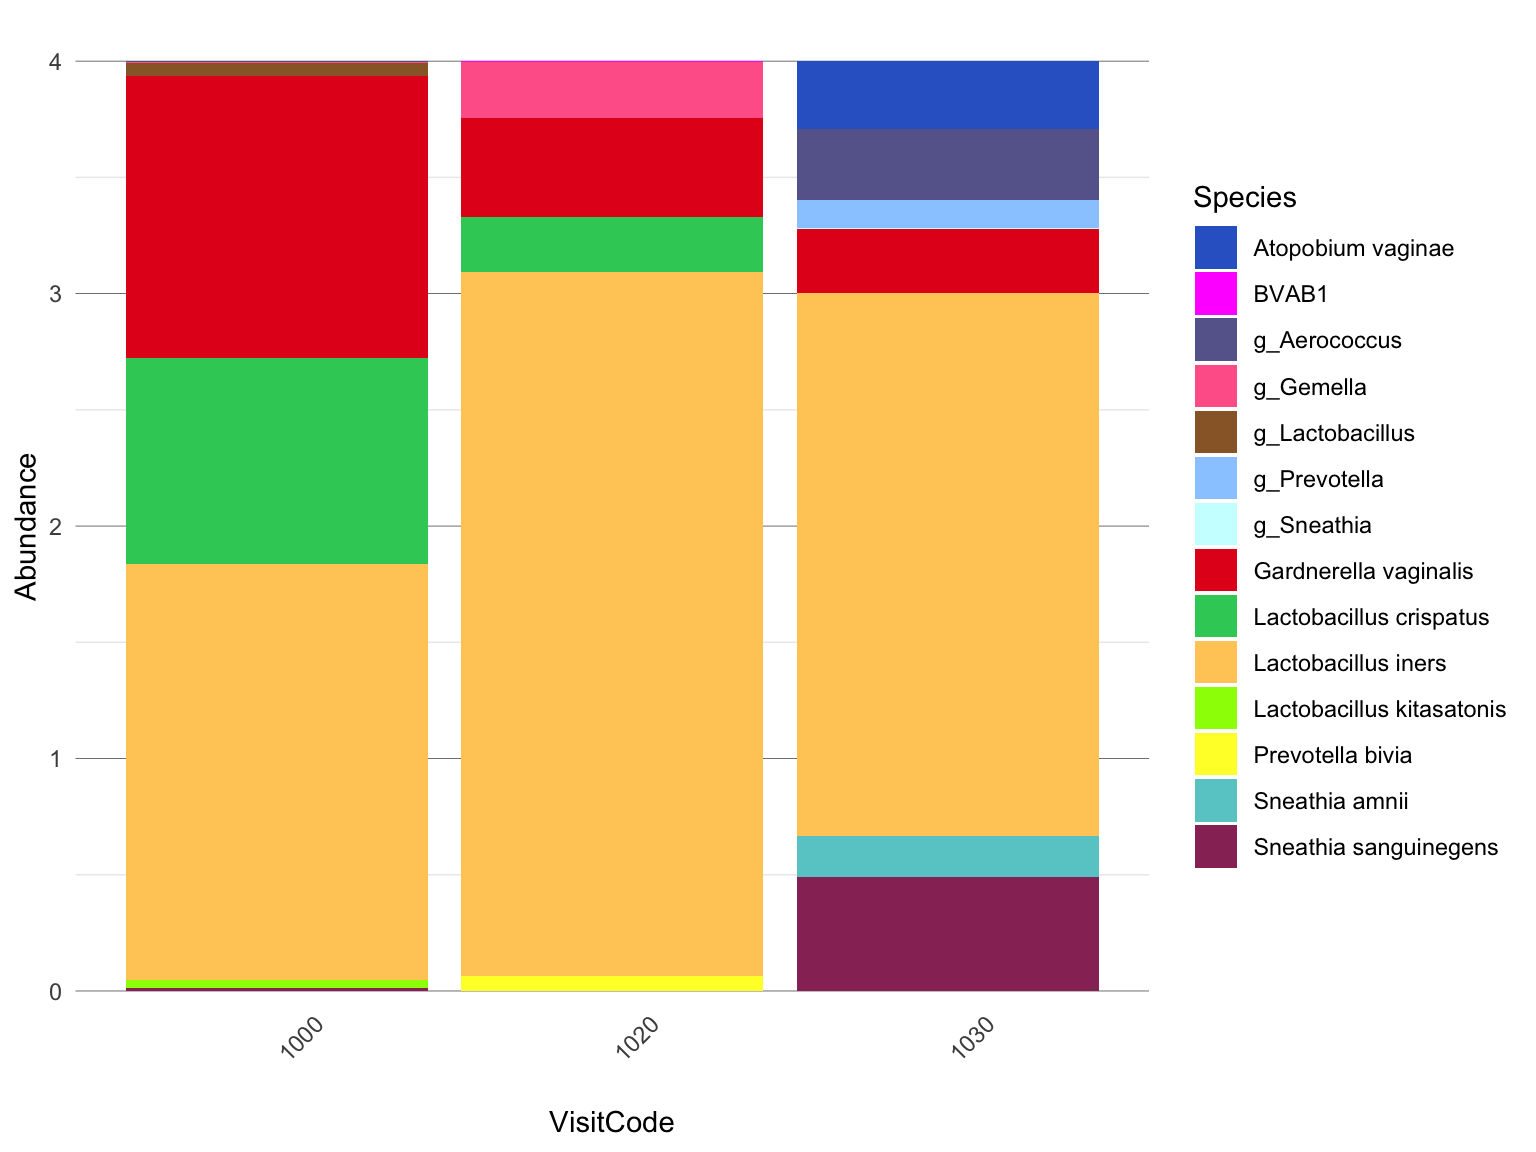 4
3
2
1
0
Abundance
1000
1020
1030
VisitCode
Species
Atopobium vaginae
BVAB1
g_Aerococcus
g_Gemella
g_Lactobacillus
g_Prevotella
g_Sneathia
Gardnerella vaginalis
Lactobacillus crispatus
Lactobacillus iners
Lactobacillus kitasatonis
Prevotella bivia
Sneathia amnii
Sneathia sanguinegens